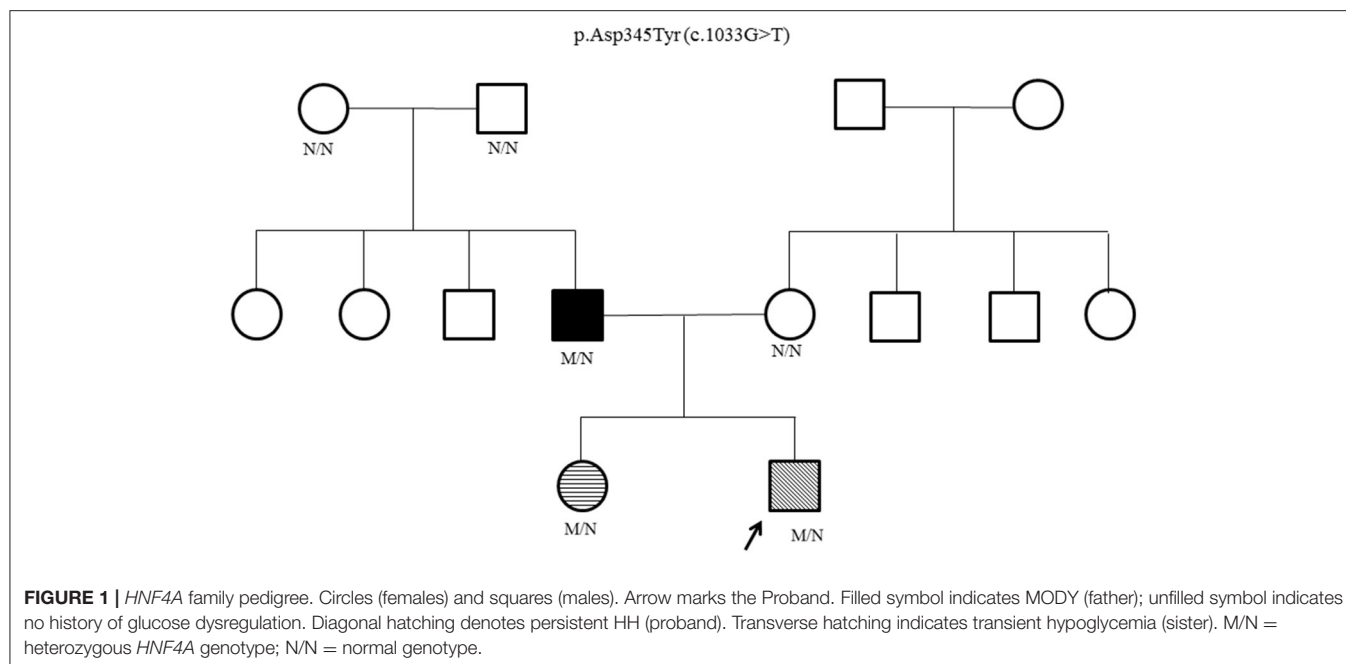 p.Asp345Tyr (c.1033G>T)
N/N
N/N
M/N
N/N
M/N
M/N
FIGURE 1 | HNF4A family pedigree. Circles (females) and squares (males). Arrow marks the Proband. Filled symbol indicates MODY (father); unfilled symbol indicates
no history of glucose dysregulation. Diagonal hatching denotes persistent HH (proband). Transverse hatching indicates transient hypoglycemia (sister). M/N =
heterozygous HNF4A genotype; N/N = normal genotype.